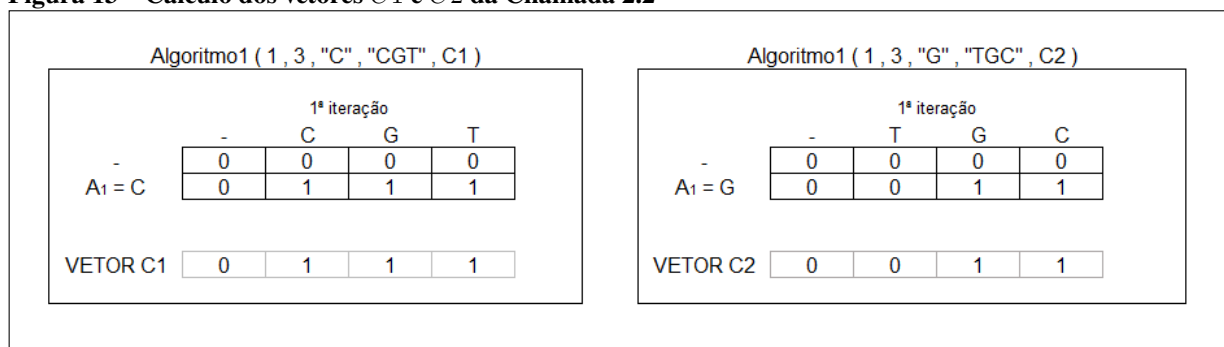 Figura 13 – Cálculo dos vetores C1 e C2 da Chamada 2.2
Algoritmo1 ( 1 , 3 , "C" , "CGT" , C1 )
1ª iteração
- C G T
- 0 0 0 0
A1 = C 0 1 1 1
VETOR C1 0 1 1 1
Algoritmo1 ( 1 , 3 , "G" , "TGC" , C2 )
1ª iteração
- T G C
- 0 0 0 0
A1 = G 0 0 1 1
VETOR C2 0 0 1 1